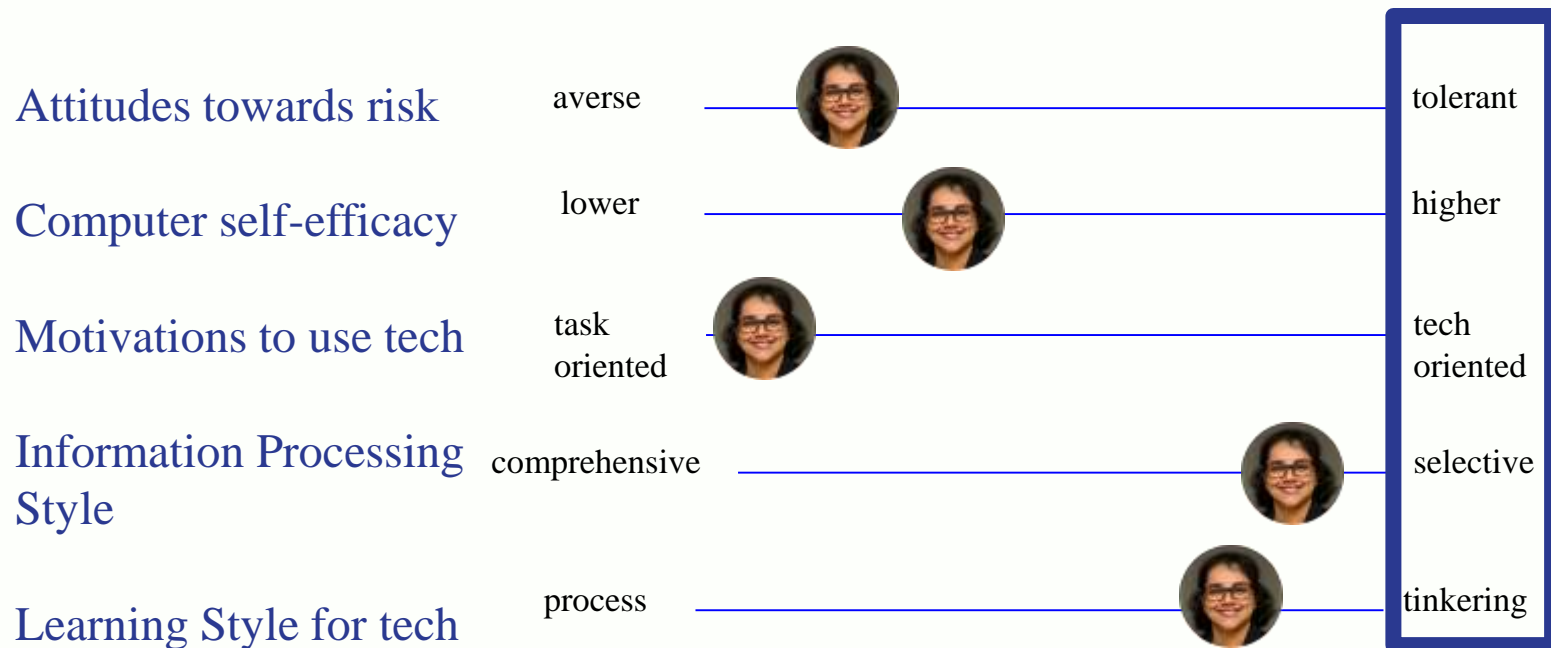 Attitudes towards risk averse tolerant
Computer self-efficacy lower higher
Motivations to use tech task tech
oriented oriented
Information Processing comprehensive selective
Style
Learning Style for tech process tinkering